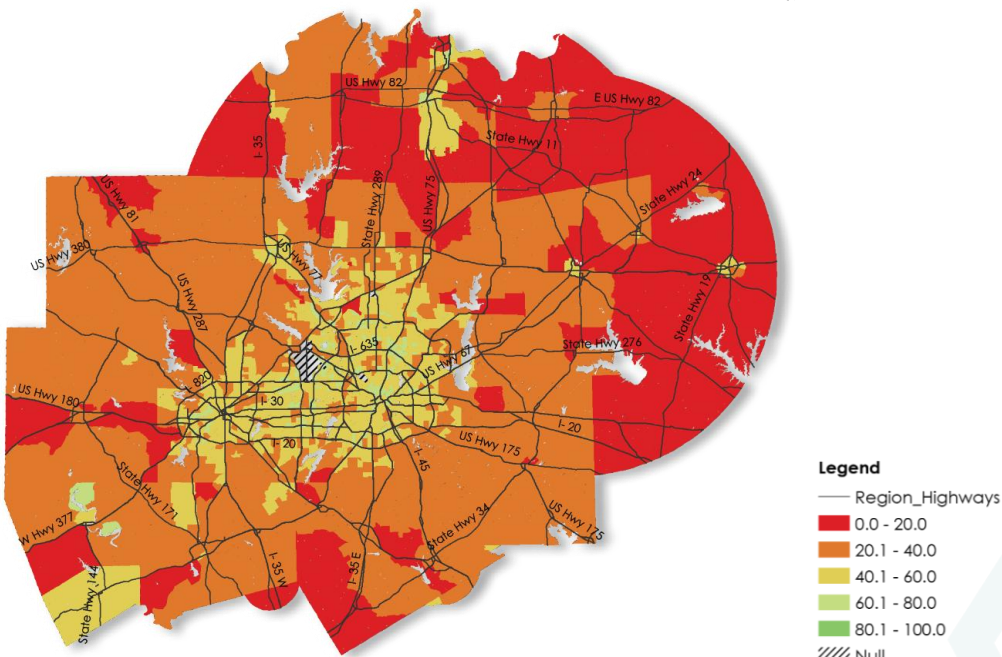 US Hwy 82
E US Hwy 82
I- 35
State Hwy 11
State Hwy 289
US Hwy 75
State Hwy 24
US Hwy 81
US Hwy 380
US Hwy 77
US Hwy 287
State Hwy 19
I- 635
State Hwy 276
US Hwy 67
I- 820
US Hwy 180
I- 30
I- 20
I- 20
US Hwy 175
I- 45
State Hwy 171
W Hwy 377
State Hwy 34
US Hwy 175
I- 35 W
I- 35 E
State Hwy 144
Legend
Region_Highways
0.0 - 20.0
20.1 - 40.0
40.1 - 60.0
60.1 - 80.0
80.1 - 100.0
Null